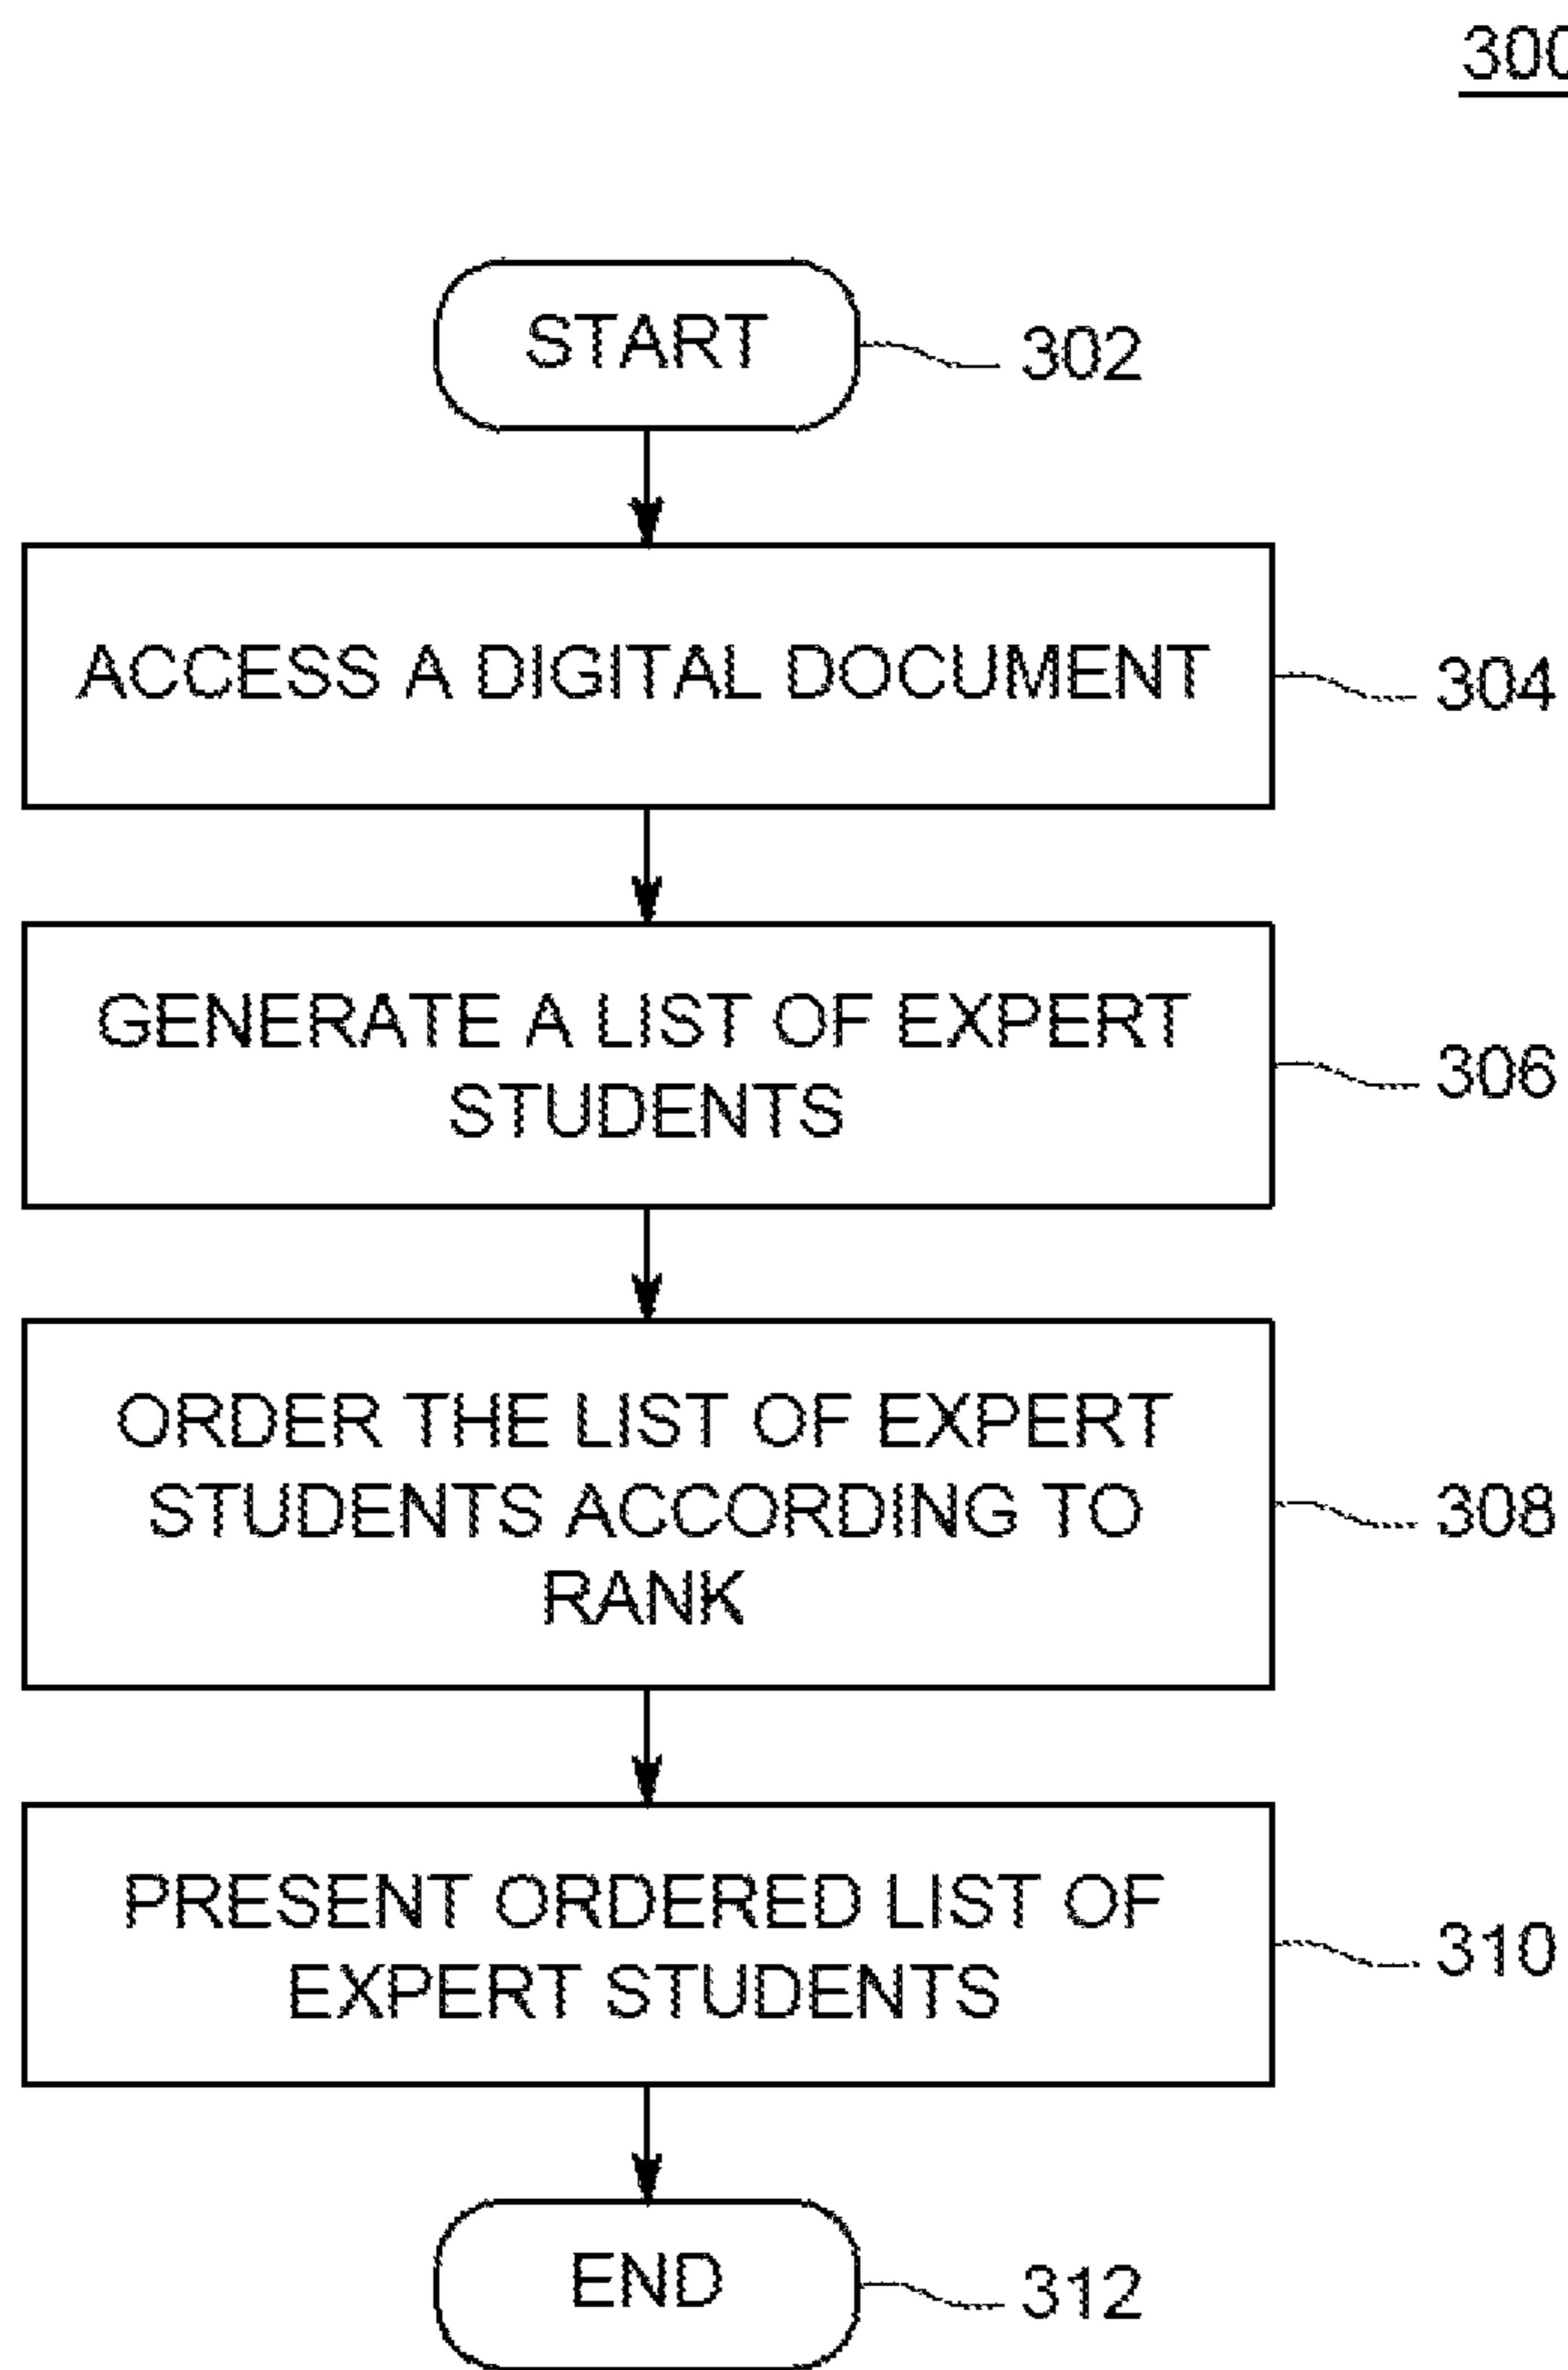 300
START
302
ACCESS A DIGITAL DOCUMENT
304
GENERATE A LIST OF EXPERT
STUDENTS
306
ORDER THE LIST OF EXPERT
STUDENTS ACCORDING TO
RANK
308
PRESENT ORDERED LIST OF
EXPERT STUDENTS
310
END
312